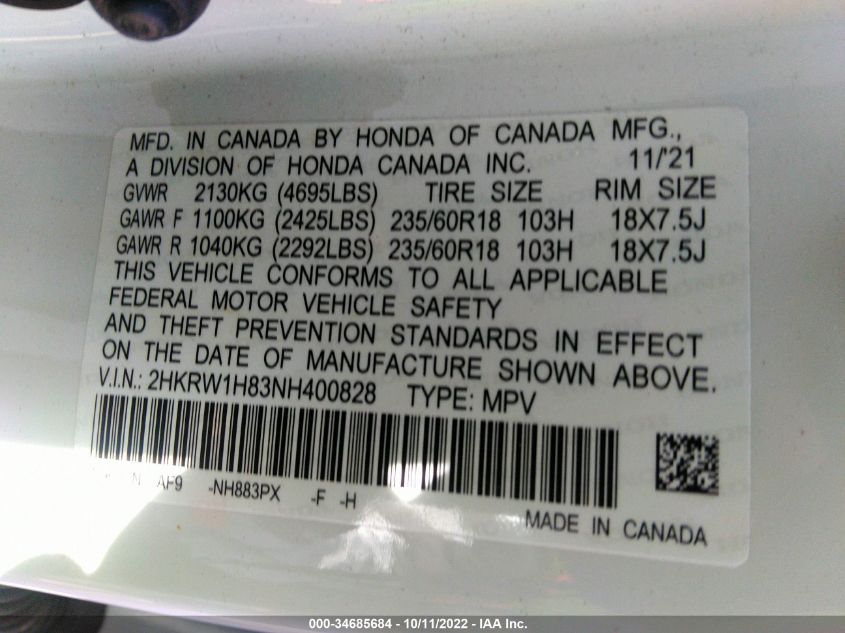 MFD. IN CANADA BY HONDA OF CANADA MFG.,
A DIVISION OF HONDA CANADA INC. 11/'21
GVWR 2130KG (4695LBS) TIRE SIZE RIM SIZE
GAWR F 1100KG (2425LBS) 235/60R18 103H 18X7.5J
GAWR R 1040KG (2292LBS) 235/60R18 103H 18X7.5J
THIS VEHICLE CONFORMS TO ALL APPLICABLE
FEDERAL MOTOR VEHICLE SAFETY
AND THEFT PREVENTION STANDARDS IN EFFECT
ON THE DATE OF MANUFACTURE SHOWN ABOVE.
V.I.N.: 2HKRW1H83NH400828 TYPE: MPV
N AF9 -NH883PX -F -H
MADE IN CANADA
000-34685684 - 10/11/2022 - IAA Inc.